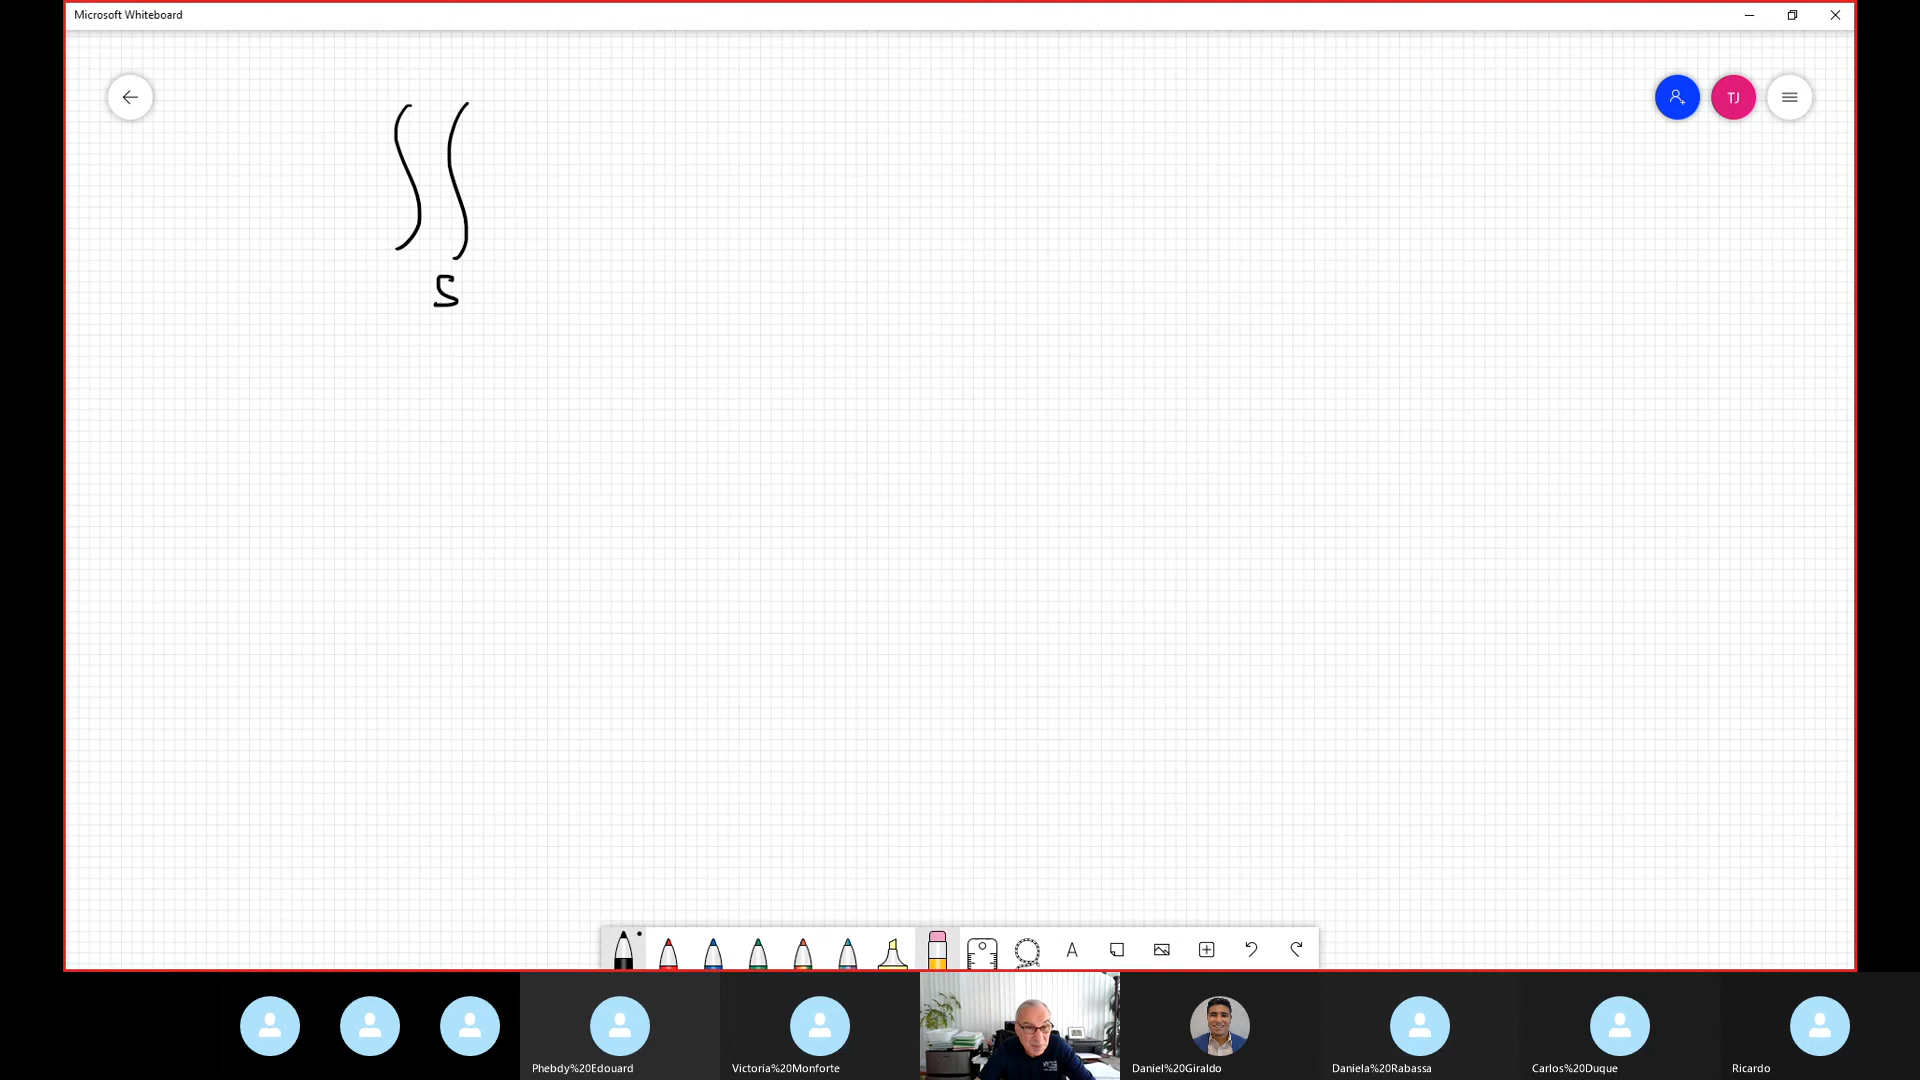 Microsoft Whiteboard
TJ
∫∫
S
A
Phebdy%20Edouard
Victoria%20Monforte
Daniel%20Giraldo
Daniela%20Rabassa
Carlos%20Duque
Ricardo